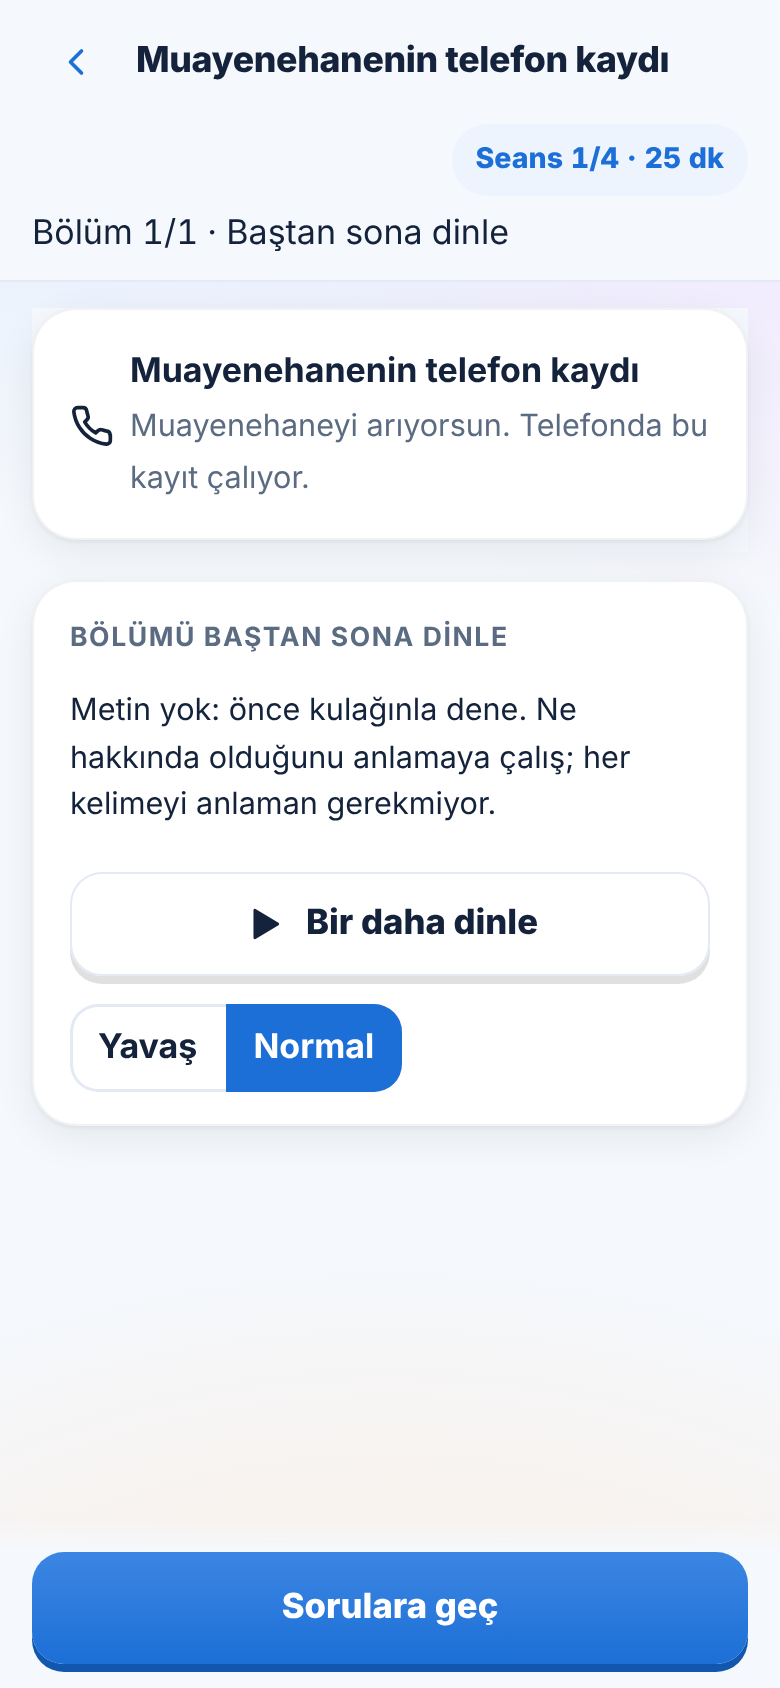 Muayenehanenin telefon kaydı
Seans 1/4 · 25 dk
Bölüm 1/1 · Baştan sona dinle
Muayenehanenin telefon kaydı
Muayenehaneyi arıyorsun. Telefonda bu
kayıt çalıyor.
BÖLÜMÜ BAŞTAN SONA DİNLE
Metin yok: önce kulağınla dene. Ne
hakkında olduğunu anlamaya çalış; her
kelimeyi anlaman gerekmiyor.
Bir daha dinle
Yavaş Normal
Sorulara geç